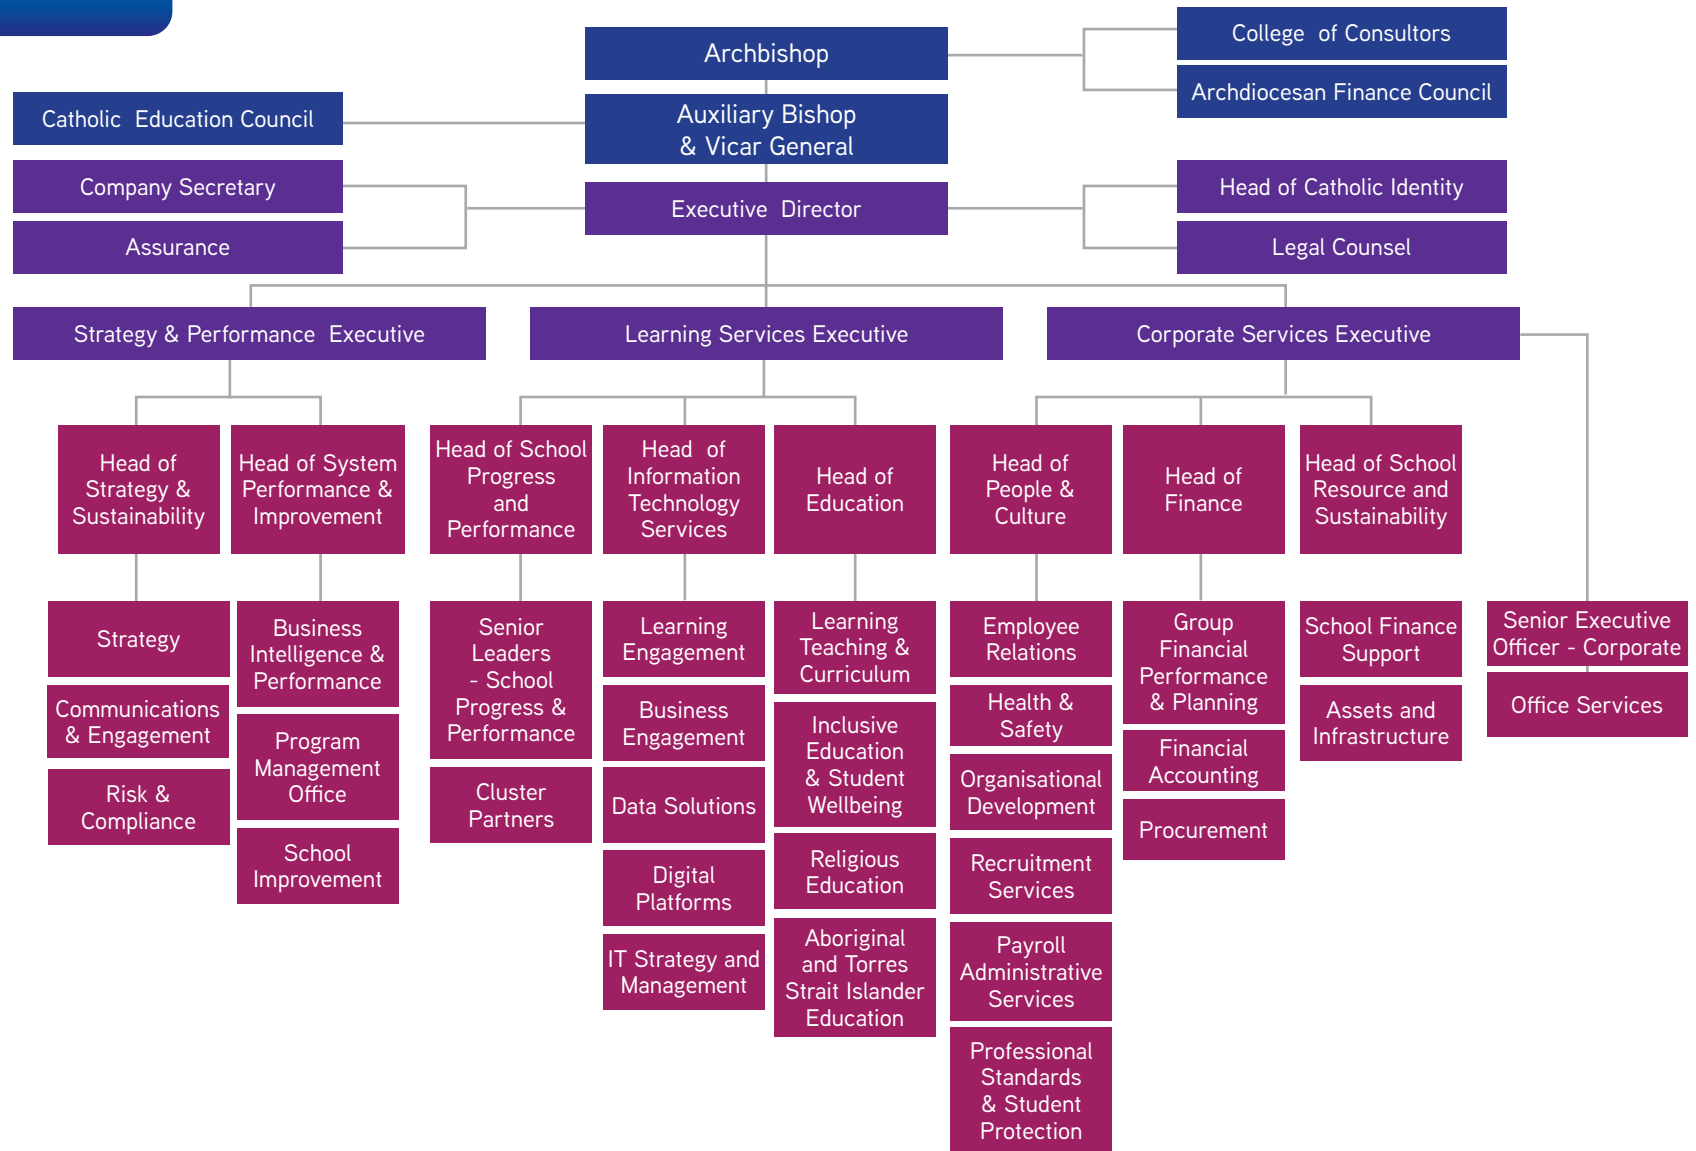 Archbishop
College of Consultors
Archdiocesan Finance Council
Catholic Education Council
Auxiliary Bishop
& Vicar General
Company Secretary
Assurance
Executive Director
Head of Catholic Identity
Legal Counsel
Strategy & Performance Executive
Learning Services Executive
Corporate Services Executive
Head of
Strategy &
Sustainability
Head of System
Performance &
Improvement
Head of School
Progress
and
Performance
Head of
Information
Technology
Services
Head of
Education
Head of
People &
Culture
Head of
Finance
Head of School
Resource and
Sustainability
Strategy
Communications
& Engagement
Risk &
Compliance
Business
Intelligence &
Performance
Program
Management
Office
School
Improvement
Senior
Leaders
- School
Progress &
Performance
Cluster
Partners
Learning
Engagement
Business
Engagement
Data Solutions
Digital
Platforms
IT Strategy and
Management
Learning
Teaching &
Curriculum
Inclusive
Education
& Student
Wellbeing
Religious
Education
Aboriginal
and Torres
Strait Islander
Education
Employee
Relations
Health &
Safety
Organisational
Development
Recruitment
Services
Payroll
Administrative
Services
Professional
Standards
& Student
Protection
Group
Financial
Performance
& Planning
Financial
Accounting
Procurement
School Finance
Support
Assets and
Infrastructure
Senior Executive
Officer - Corporate
Office Services